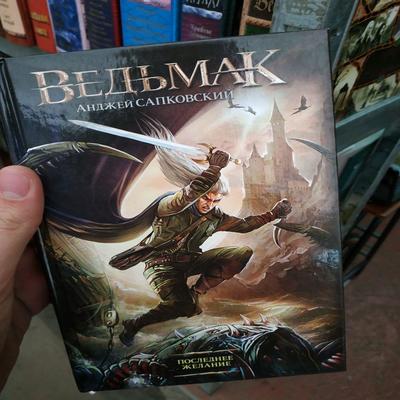 ВЕДЬМАК
АНДЖЕЙ САПКОВСКИЙ
ПОСЛЕДНЕЕ
ЖЕЛАНИЕ